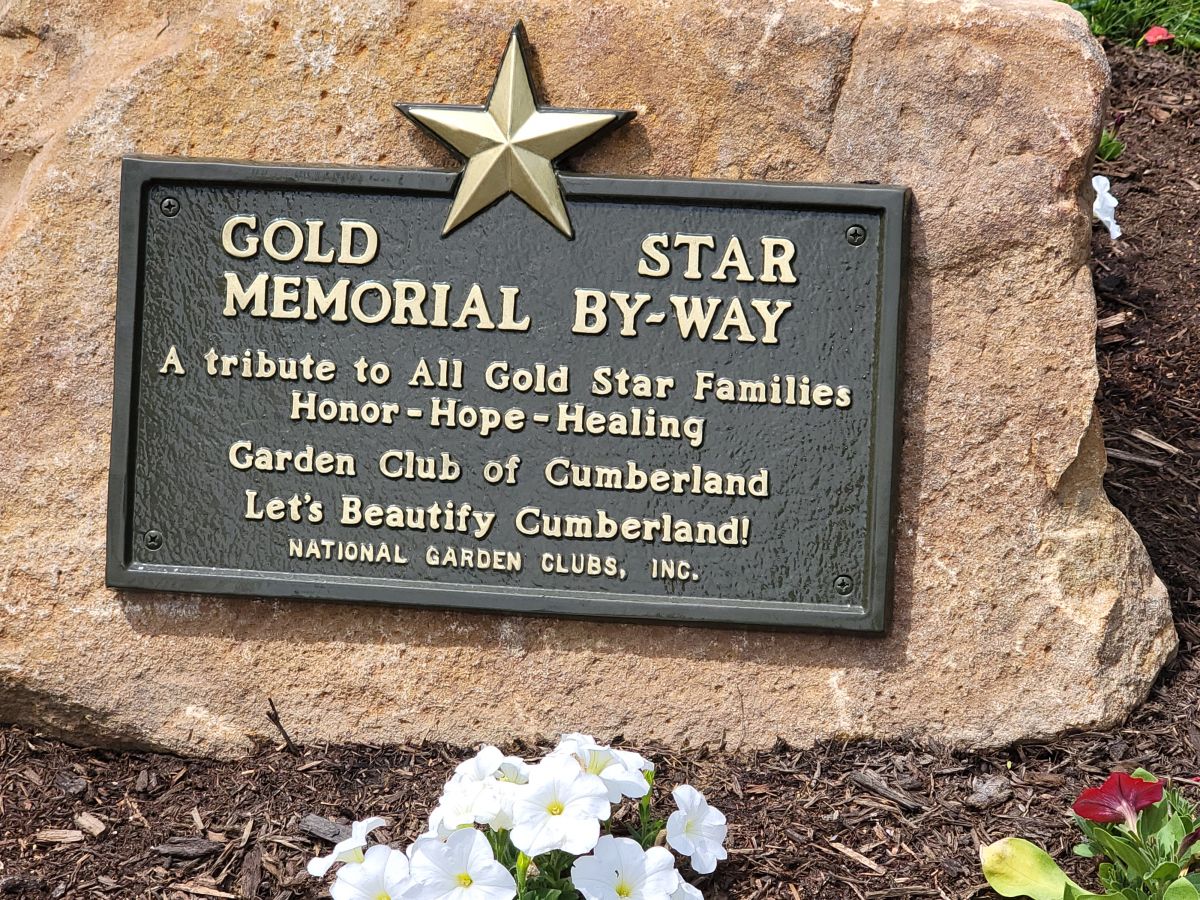 GOLD STAR
MEMORIAL BY-WAY
A tribute to All Gold Star Families
Honor-Hope-Healing
Garden Club of Cumberland
Let's Beautify Cumberland!
NATIONAL GARDEN CLUBS, INC.